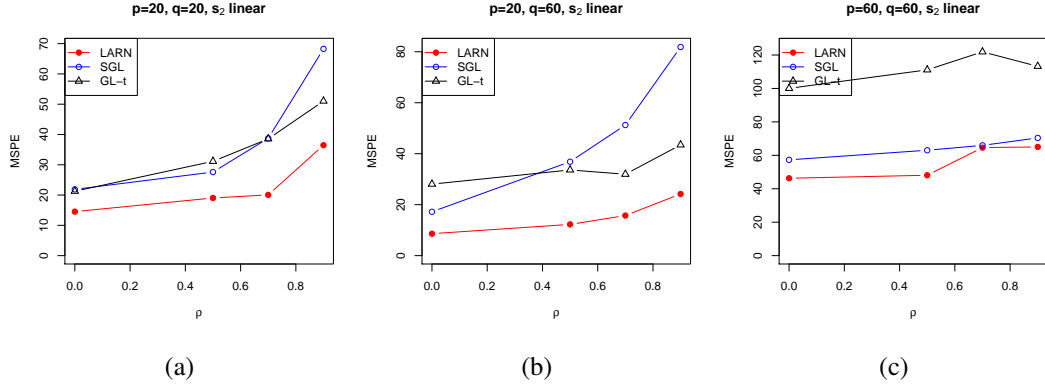 p=20, q=20, s₂ linear
LARN
SGL
GL−t
MSPE
0
10
20
30
40
50
60
70
0.0
0.2
0.4
0.6
0.8
ρ
(a)
p=20, q=60, s₂ linear
LARN
SGL
GL−t
MSPE
0
20
40
60
80
0.0
0.2
0.4
0.6
0.8
ρ
(b)
p=60, q=60, s₂ linear
LARN
SGL
GL−t
MSPE
0
20
40
60
80
100
120
0.0
0.2
0.4
0.6
0.8
ρ
(c)